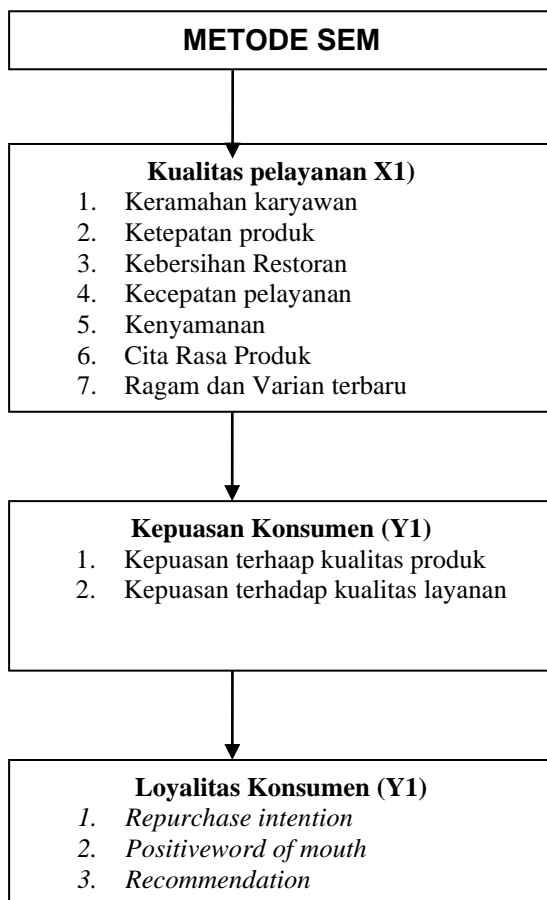 METODE SEM
Kualitas pelayanan X1)
1. Keramahan karyawan
2. Ketepatan produk
3. Kebersihan Restoran
4. Kecepatan pelayanan
5. Kenyamanan
6. Cita Rasa Produk
7. Ragam dan Varian terbaru
Kepuasan Konsumen (Y1)
1. Kepuasan terhaap kualitas produk
2. Kepuasan terhadap kualitas layanan
Loyalitas Konsumen (Y1)
1. Repurchase intention
2. Positiveword of mouth
3. Recommendation